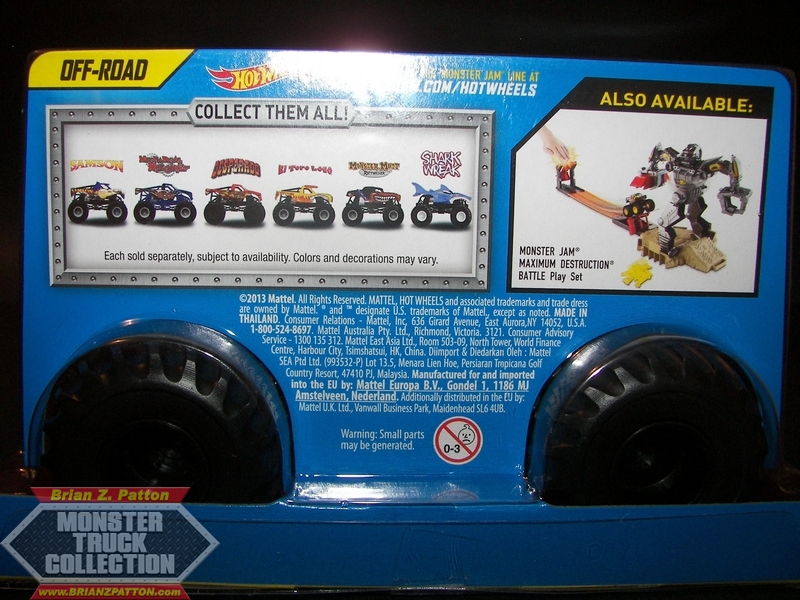 OFF-ROAD
HOT WHEELS
MONSTER JAM LINE AT
.COM/HOTWHEELS
COLLECT THEM ALL!
SAMSON
DESPERADO
El Toro Loco
MONSTER MUTT
ROTTWEILER
SHARK
WREAK
Each sold separately, subject to availability. Colors and decorations may vary.
ALSO AVAILABLE:
MONSTER JAM®
MAXIMUM DESTRUCTION®
BATTLE Play Set
©2013 Mattel. All Rights Reserved. MATTEL, HOT WHEELS and associated trademarks and trade dress
are owned by Mattel. ® and ™ designate U.S. trademarks of Mattel, except as noted. MADE IN
THAILAND. Consumer Relations - Mattel, Inc, 636 Girard Avenue, East Aurora,NY 14052, U.S.A.
1-800-524-8697. Mattel Australia Pty. Ltd., Richmond, Victoria. 3121. Consumer Advisory
Service - 1300 135 312. Mattel East Asia Ltd., Room 503-09, North Tower, World Finance
Centre, Harbour City, Tsimshatsui, HK, China. Diimport & Diedarkan Oleh : Mattel
SEA Ptd Ltd. (993532-P) Lot 13.5, Menara Lien Hoe, Persiaran Tropicana Golf
Country Resort, 47410 PJ, Malaysia. Manufactured for and imported
into the EU by: Mattel Europa B.V., Gondel 1, 1186 MJ
Amstelveen, Nederland. Additionally distributed in the EU by:
Mattel U.K. Ltd., Vanwall Business Park, Maidenhead SL6 4UB.
Warning: Small parts
may be generated.
0-3
Brian Z. Patton
MONSTER
TRUCK
COLLECTION
www.BRIANZPATTON.com